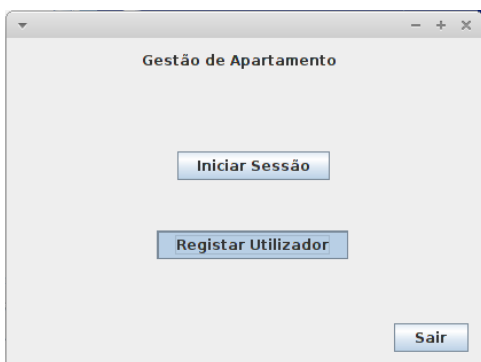 Gestão de Apartamento
Iniciar Sessão
Registar Utilizador
Sair